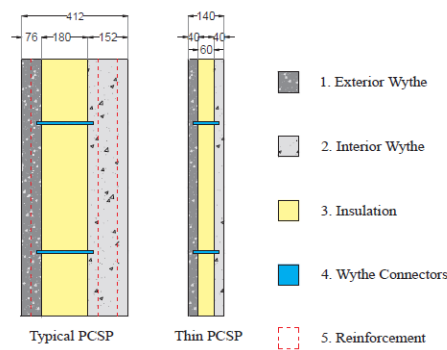 412
140
76 180 152
40 40
60
1. Exterior Wythe
2. Interior Wythe
3. Insulation
4. Wythe Connectors
5. Reinforcement
Typical PCSP
Thin PCSP